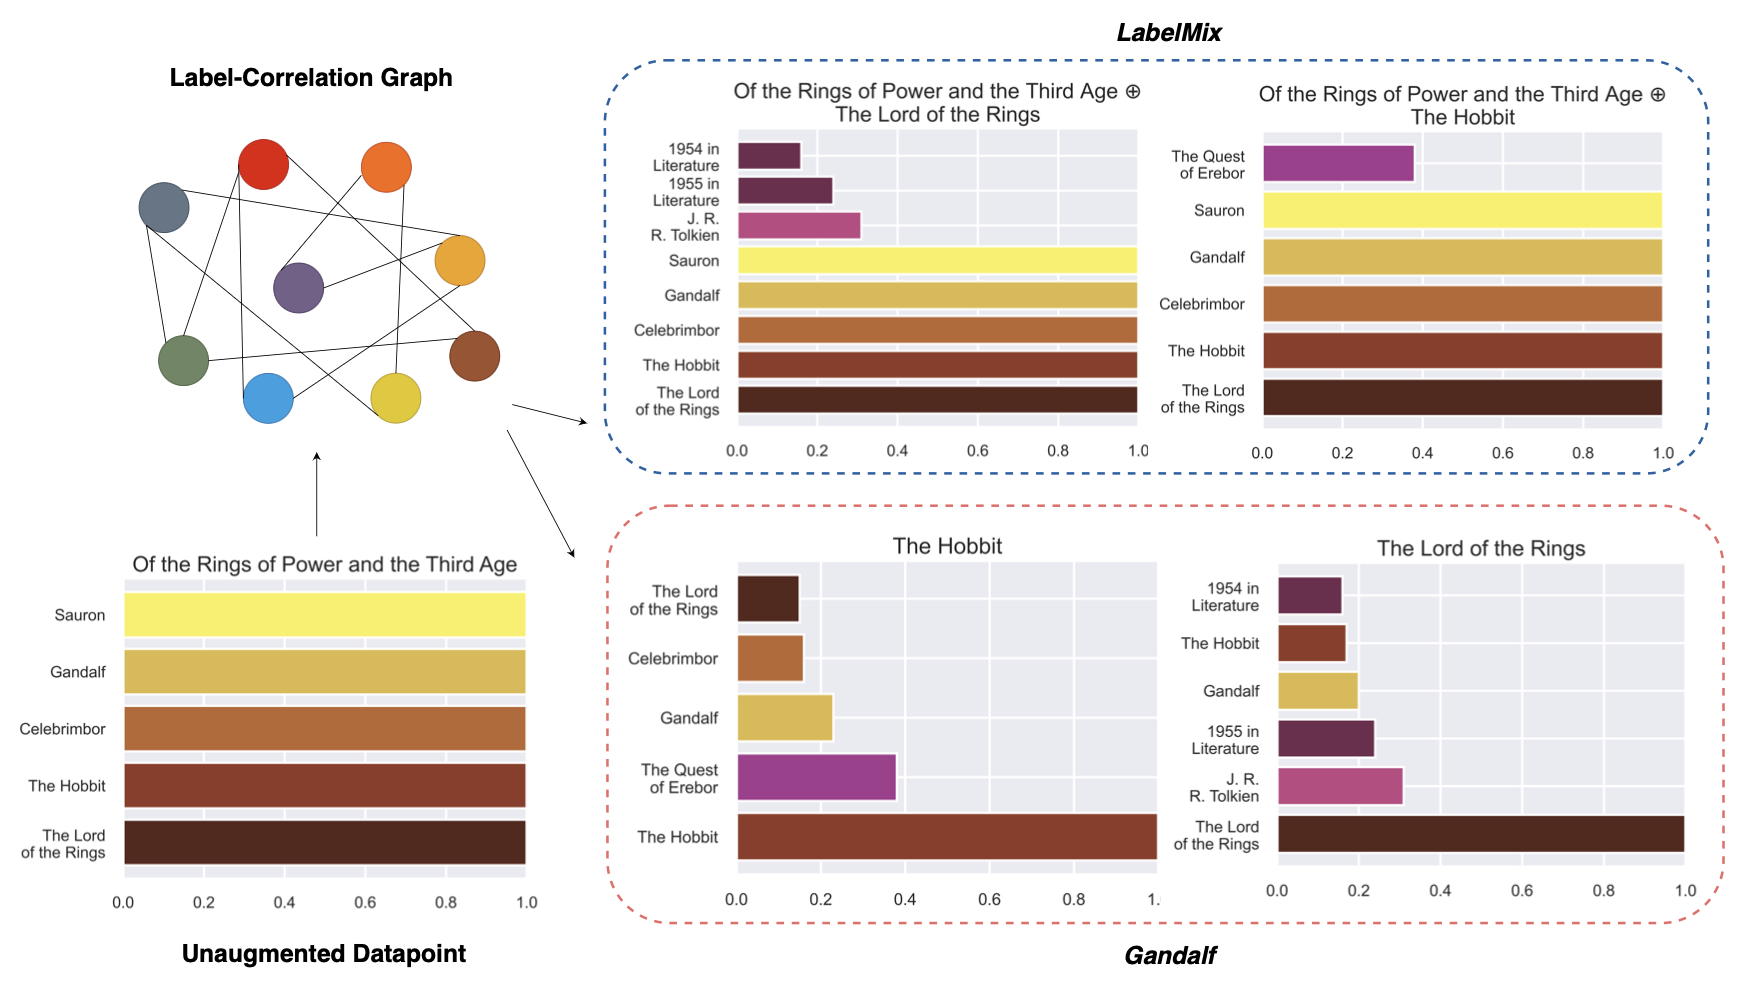 LabelMix
Label-Correlation Graph
Of the Rings of Power and the Third Age ⊕
The Lord of the Rings
1954 in
Literature
1955 in
Literature
J. R.
R. Tolkien
Sauron
Gandalf
Celebrimbor
The Hobbit
The Lord
of the Rings
0.0 0.2 0.4 0.6 0.8 1.0
Of the Rings of Power and the Third Age ⊕
The Hobbit
The Quest
of Erebor
Sauron
Gandalf
Celebrimbor
The Hobbit
The Lord
of the Rings
0.0 0.2 0.4 0.6 0.8 1.0
Of the Rings of Power and the Third Age
Sauron
Gandalf
Celebrimbor
The Hobbit
The Lord
of the Rings
0.0 0.2 0.4 0.6 0.8 1.0
Unaugmented Datapoint
The Hobbit
The Lord
of the Rings
Celebrimbor
Gandalf
The Quest
of Erebor
The Hobbit
0.0 0.2 0.4 0.6 0.8 1.
The Lord of the Rings
1954 in
Literature
The Hobbit
Gandalf
1955 in
Literature
J. R.
R. Tolkien
The Lord
of the Rings
0.0 0.2 0.4 0.6 0.8 1.0
Gandalf